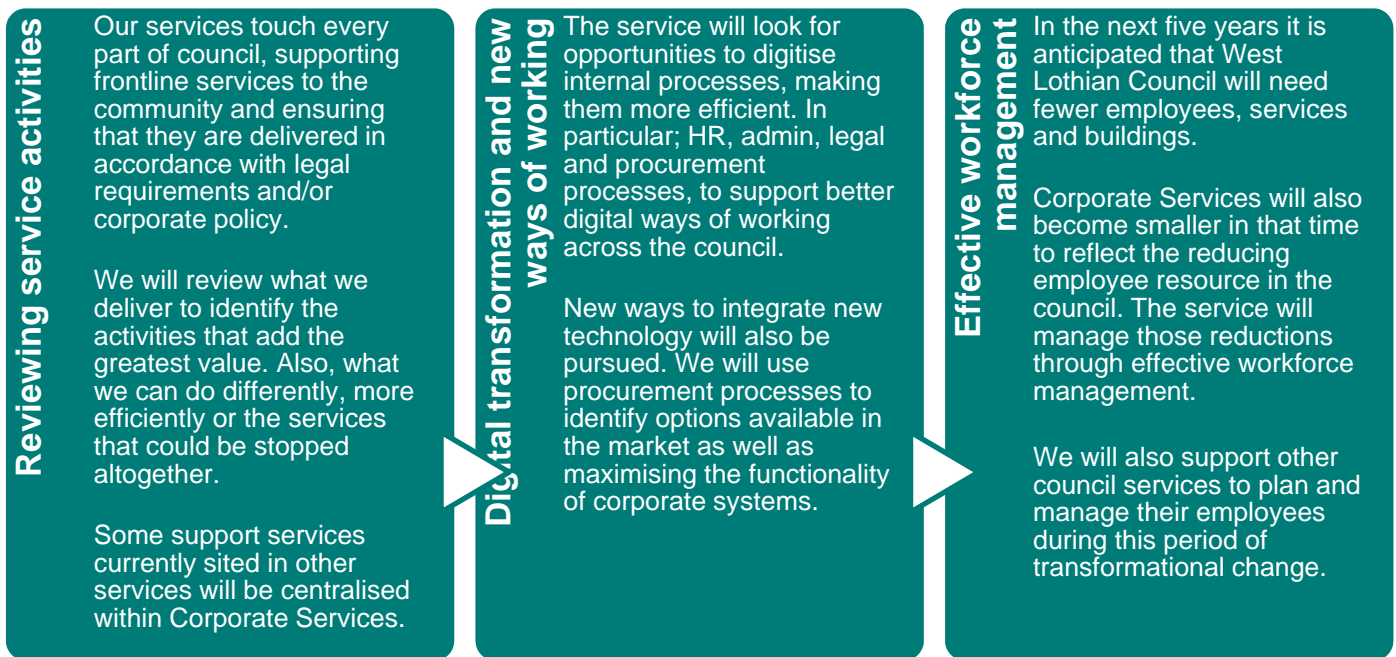 Reviewing service activities
Our services touch every
part of council, supporting
frontline services to the
community and ensuring
that they are delivered in
accordance with legal
requirements and/or
corporate policy.
We will review what we
deliver to identify the
activities that add the
greatest value. Also, what
we can do differently, more
efficiently or the services
that could be stopped
altogether.
Some support services
currently sited in other
services will be centralised
within Corporate Services.
Digital transformation and new
ways of working
The service will look for
opportunities to digitise
internal processes, making
them more efficient. In
particular; HR, admin, legal
and procurement
processes, to support better
digital ways of working
across the council.
New ways to integrate new
technology will also be
pursued. We will use
procurement processes to
identify options available in
the market as well as
maximising the functionality
of corporate systems.
Effective workforce
management
In the next five years it is
anticipated that West
Lothian Council will need
fewer employees, services
and buildings.
Corporate Services will also
become smaller in that time
to reflect the reducing
employee resource in the
council. The service will
manage those reductions
through effective workforce
management.
We will also support other
council services to plan and
manage their employees
during this period of
transformational change.